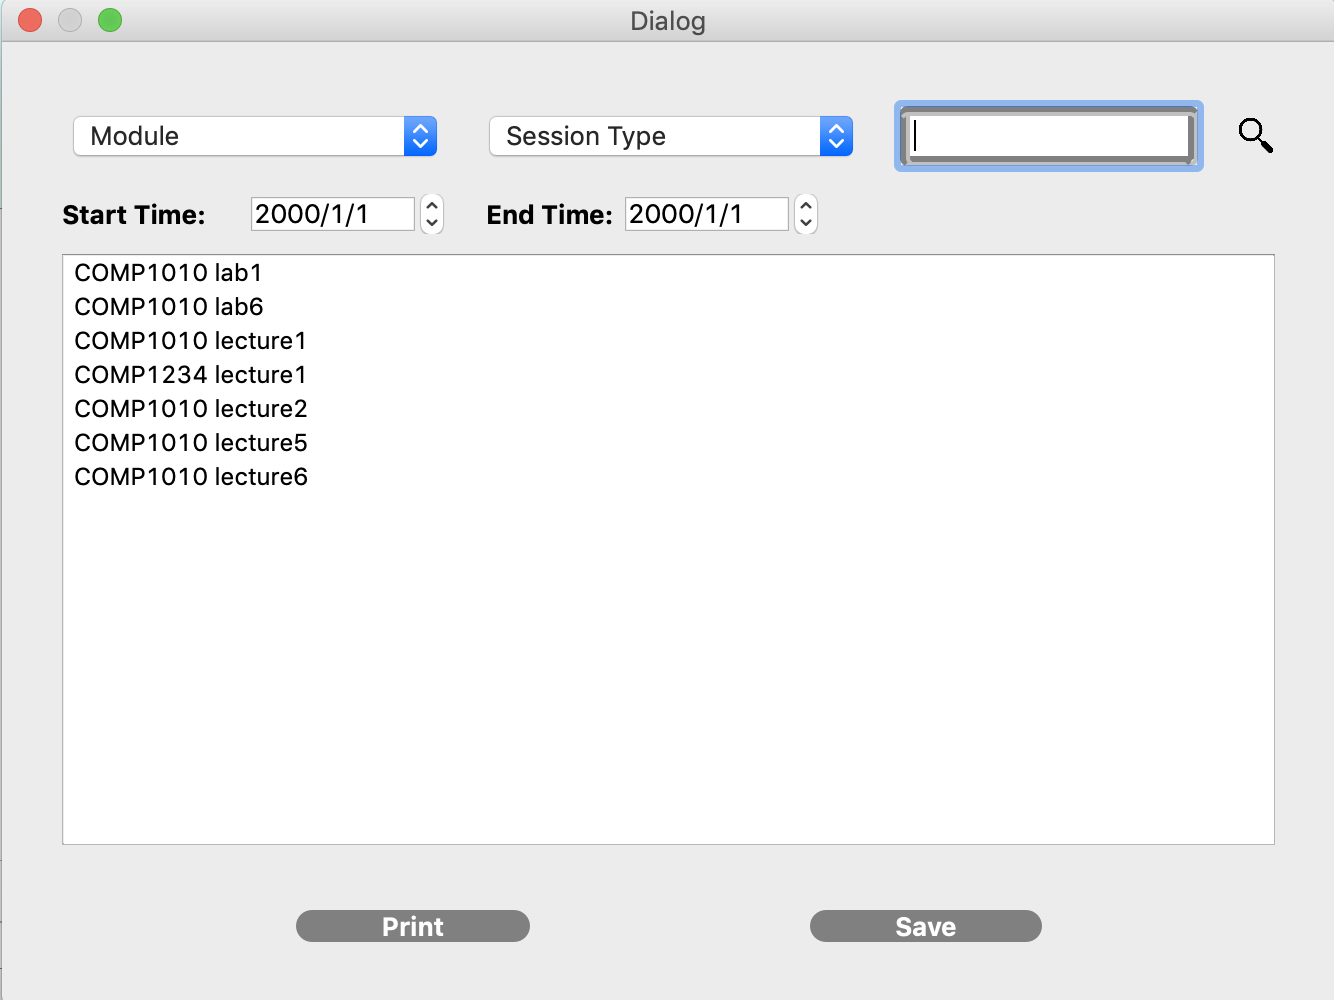 Dialog
Module Session Type
Start Time: 2000/1/1 End Time: 2000/1/1
COMP1010 lab1
COMP1010 lab6
COMP1010 lecture1
COMP1234 lecture1
COMP1010 lecture2
COMP1010 lecture5
COMP1010 lecture6
Print Save